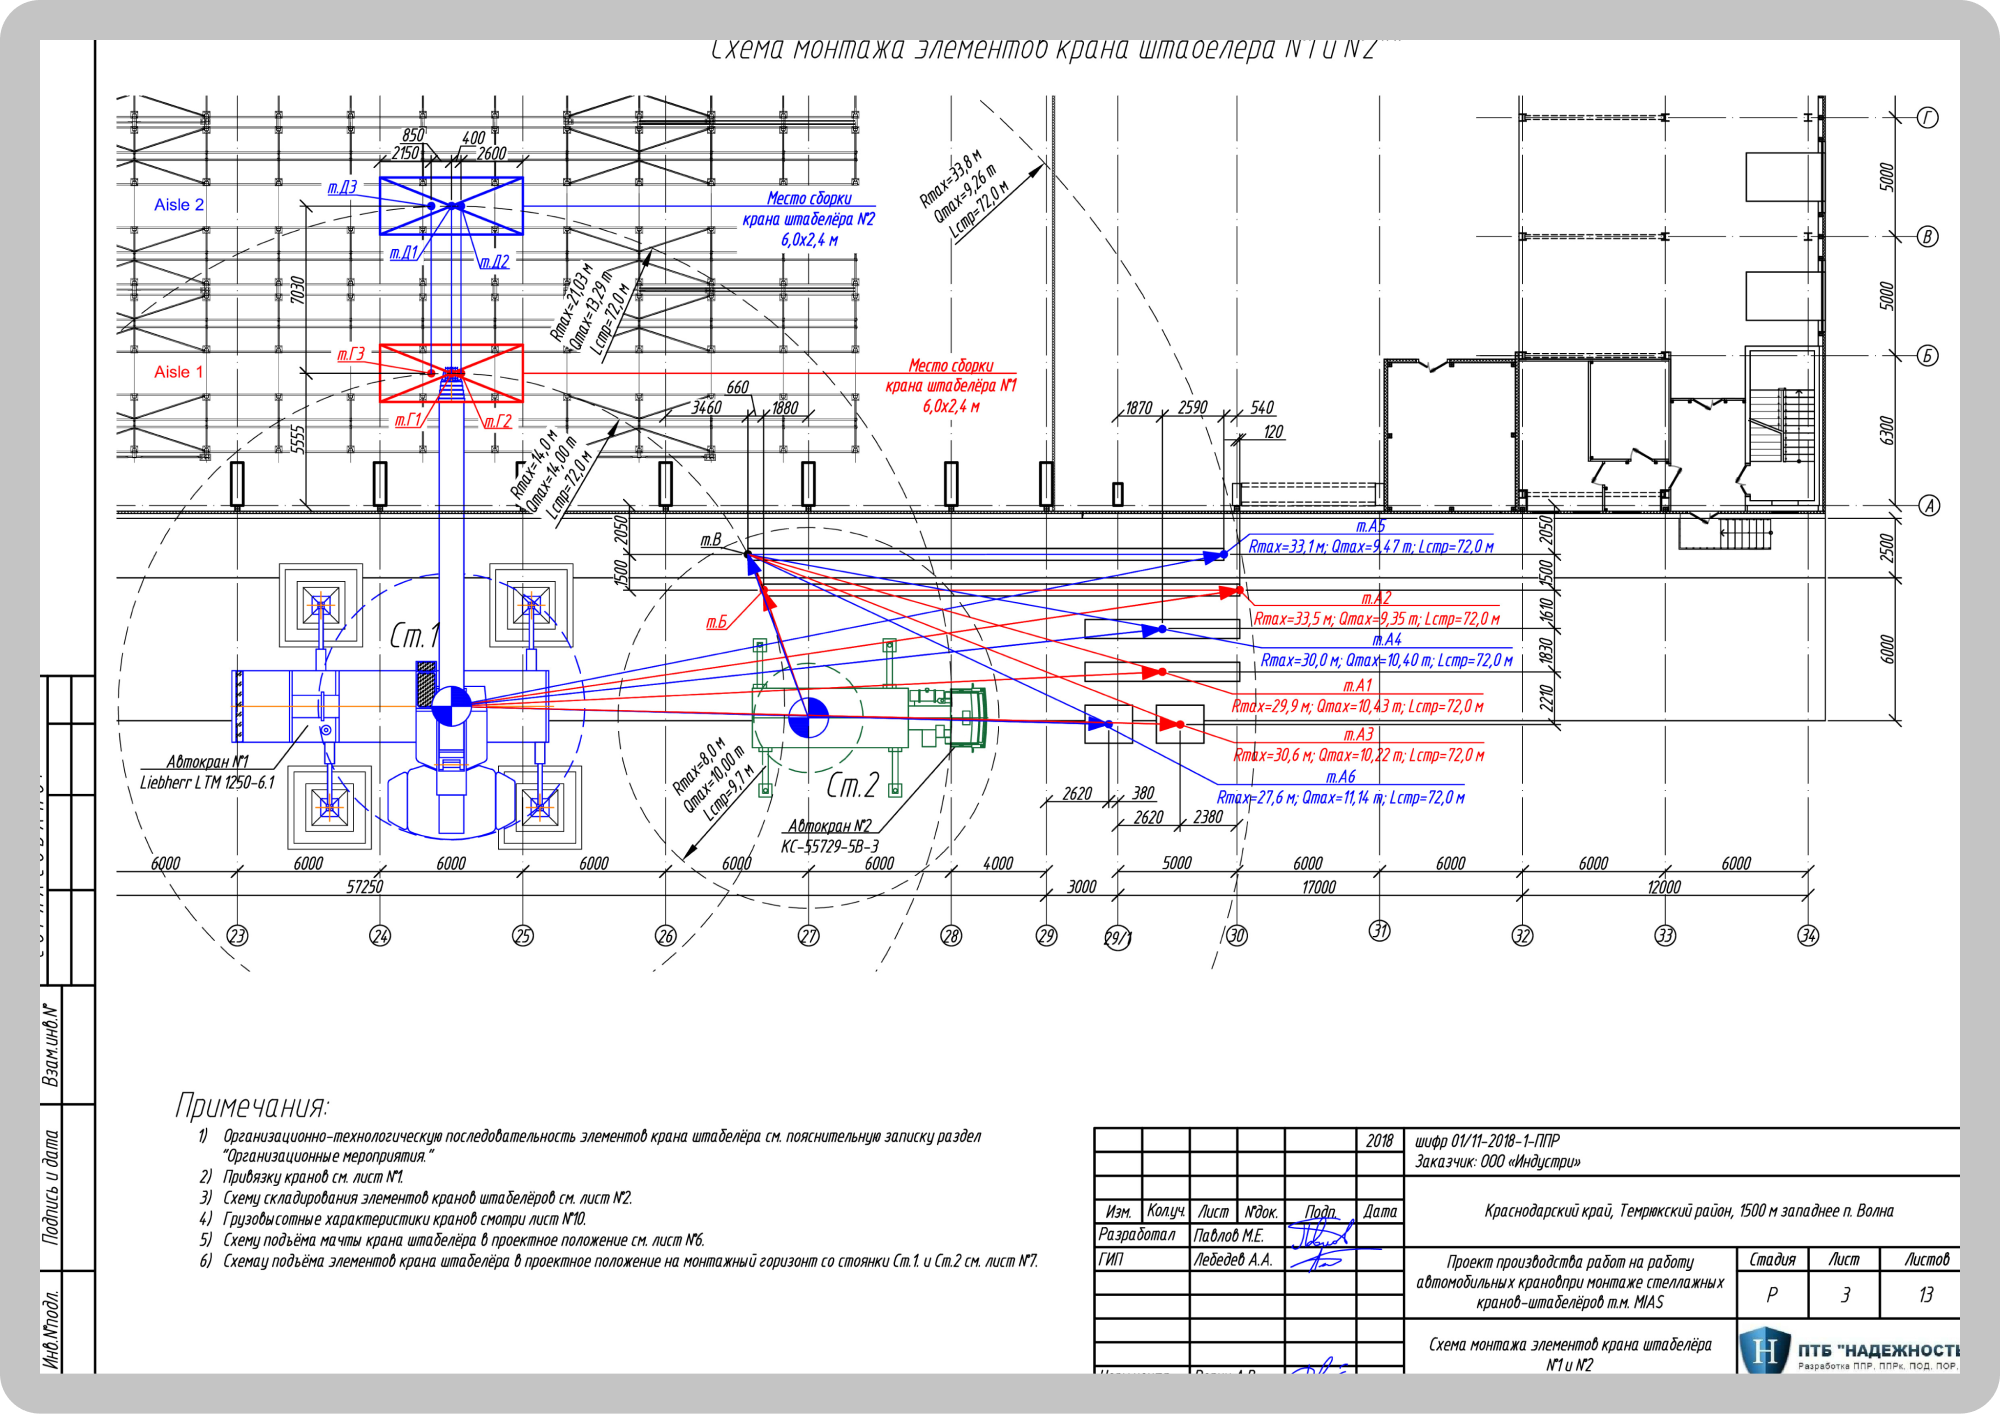 Схема монтажа элементов крана штабелёра №1 и №2
850
400
2150
2600
т.Д3
Aisle 2
т.Д1
т.Д2
Место сборки
крана штабелёра №2
6,0х2,4 м
Rmax=33,8 м
Qmax=9,26 т
Lстр=72,0 м
Г
5000
В
5000
Б
6300
А
7030
Rmax=21,03 м
Qmax=13,29 т
Lстр=72,0 м
т.Г3
Aisle 1
т.Г1
т.Г2
Место сборки
крана штабелёра №1
6,0х2,4 м
5555
Rmax=14,0 м
Qmax=14,00 т
Lстр=72,0 м
660
3460
1880
1870
2590
540
120
2050
1500
т.В
т.Б
т.А5
Rmax=33,1 м; Qmax=9,47 т; Lстр=72,0 м
т.А2
Rmax=33,5 м; Qmax=9,35 т; Lстр=72,0 м
т.А4
Rmax=30,0 м; Qmax=10,40 т; Lстр=72,0 м
т.А1
Rmax=29,9 м; Qmax=10,43 т; Lстр=72,0 м
т.А3
Rmax=30,6 м; Qmax=10,22 т; Lстр=72,0 м
т.А6
Rmax=27,6 м; Qmax=11,14 т; Lстр=72,0 м
2050
1500
1610
1830
2210
2500
6000
Ст.1
Автокран №1
Liebherr LTM 1250-6.1
Rmax=8,0 м
Qmax=10,00 т
Lстр=9,7 м
Ст.2
Автокран №2
КС-55729-5В-3
2620
380
2620
2380
6000
6000
6000
6000
6000
6000
4000
5000
6000
6000
6000
6000
57250
3000
17000
12000
23
24
25
26
27
28
29
29/1
30
31
32
33
34
Взам.инв.№
Подпись и дата
Инв.№подл.
Примечания:
1) Организационно-технологическую последовательность элементов крана штабелёра см. пояснительную записку раздел
"Организационные мероприятия."
2) Привязку кранов см. лист №1.
3) Схему складирования элементов кранов штабелёров см. лист №2.
4) Грузовысотные характеристики кранов смотри лист №10.
5) Схему подъёма мачты крана штабелёра в проектное положение см. лист №6.
6) Схемау подъёма элементов крана штабелёра в проектное положение на монтажный горизонт со стоянки Ст.1. и Ст.2 см. лист №7.
2018
шифр 01/11-2018-1-ППР
Заказчик: ООО «Индустри»
Изм. Кол.уч. Лист №док. Подп. Дата
Краснодарский край, Темрюкский район, 1500 м западнее п. Волна
Разработал Павлов М.Е.
ГИП Лебедев А.А.
Проект производства работ на работу
автомобильных крановпри монтаже стеллажных
кранов-штабелёров т.м. MIAS
Стадия Лист Листов
Р 3 13
Схема монтажа элементов крана штабелёра
№1 и №2
Н
ПТБ "НАДЕЖНОСТЬ
Разработка ППР, ППРк, ПОД, ПОР,